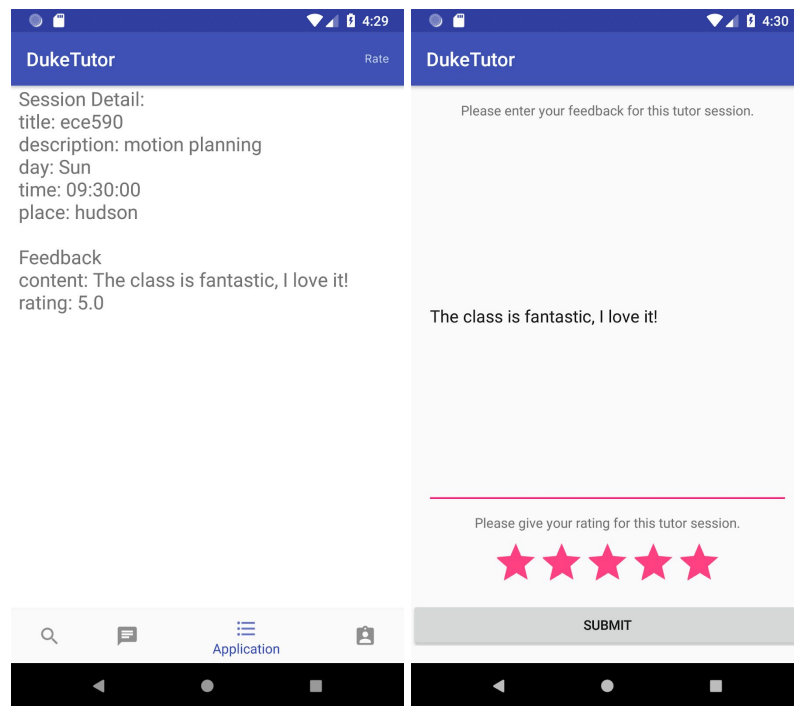 4:29
DukeTutor
Rate
Session Detail:
title: ece590
description: motion planning
day: Sun
time: 09:30:00
place: hudson
Feedback
content: The class is fantastic, I love it!
rating: 5.0
Application
4:30
DukeTutor
Please enter your feedback for this tutor session.
The class is fantastic, I love it!
Please give your rating for this tutor session.
SUBMIT